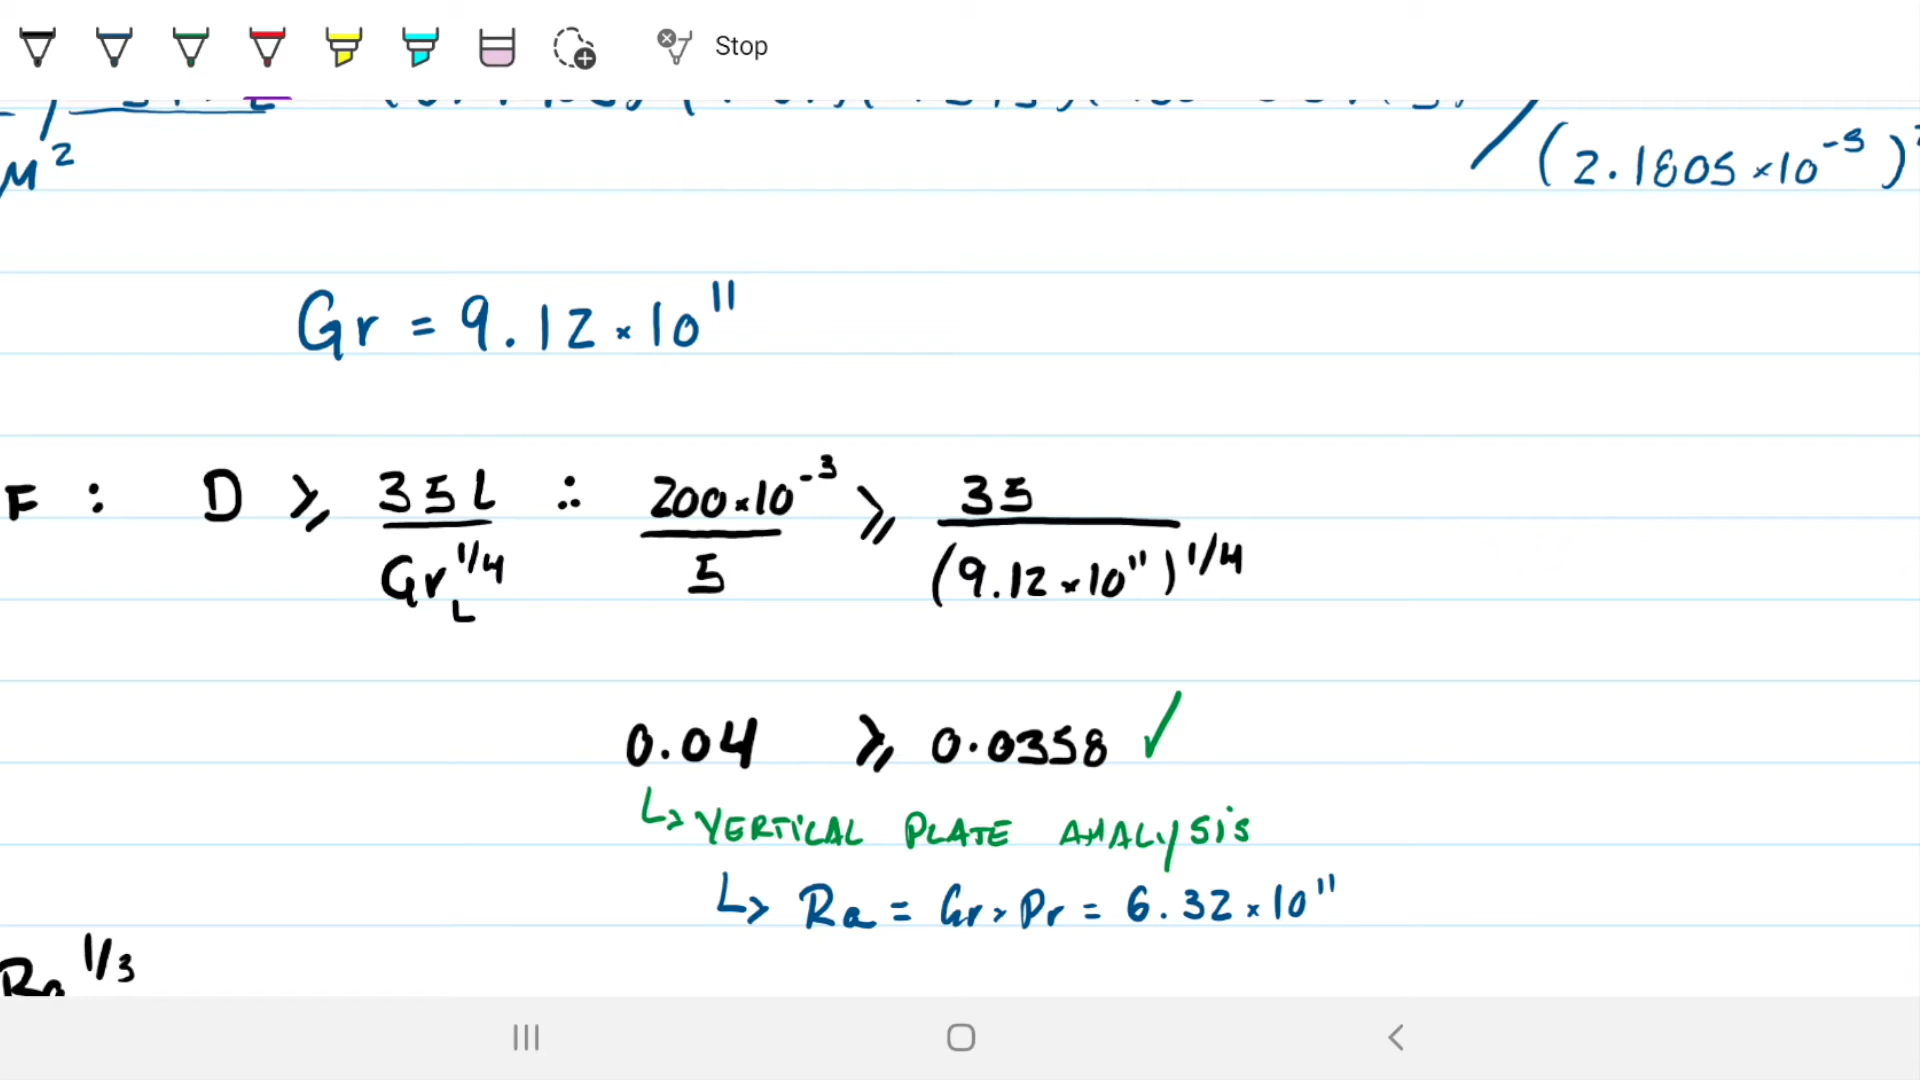 Stop
μ²
/ (2.1805×10⁻⁵)
Gr = 9.12×10¹¹
F : D ≥ 35L / Gr_L^1/4 ∴ 200×10⁻³ / 5 ≥ 35 / (9.12×10¹¹)^1/4
0.04 ≥ 0.0358 ✓
↳ VERTICAL PLATE ANALYSIS
↳ Ra = Gr × Pr = 6.32×10¹¹
Ra^1/3